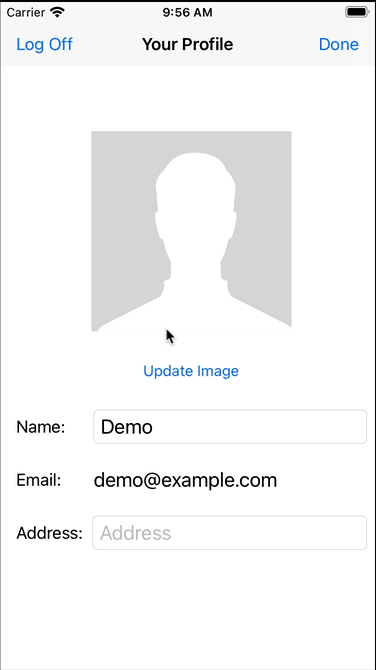 Carrier 9:56 AM
Log Off Your Profile Done
Update Image
Name: Demo
Email: demo@example.com
Address: Address